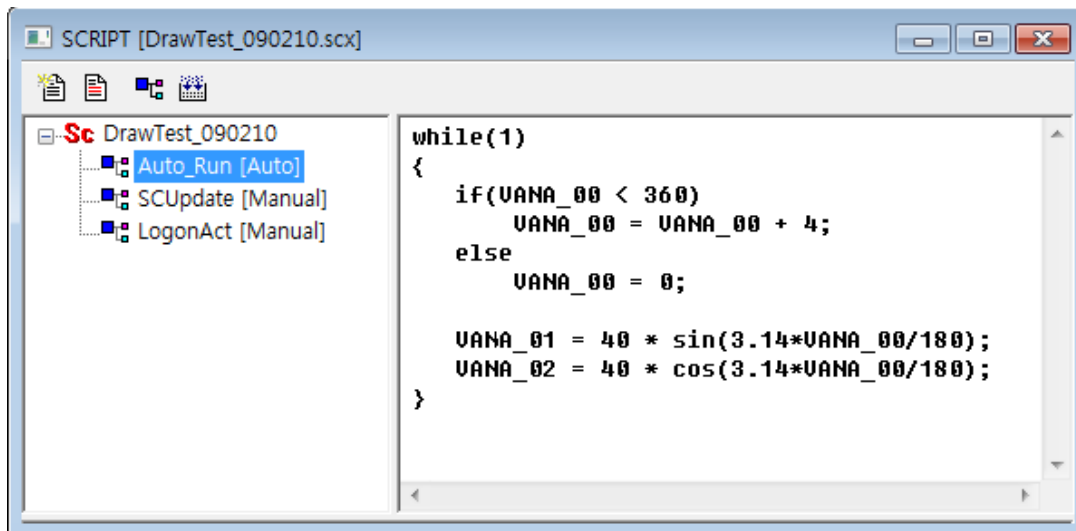 SCRIPT [DrawTest_090210.scx]
Sc DrawTest_090210
Auto_Run [Auto]
SCUpdate [Manual]
LogonAct [Manual]
while(1)
{
if(VANA_00 < 360)
VANA_00 = VANA_00 + 4;
else
VANA_00 = 0;
VANA_01 = 40 * sin(3.14*VANA_00/180);
VANA_02 = 40 * cos(3.14*VANA_00/180);
}